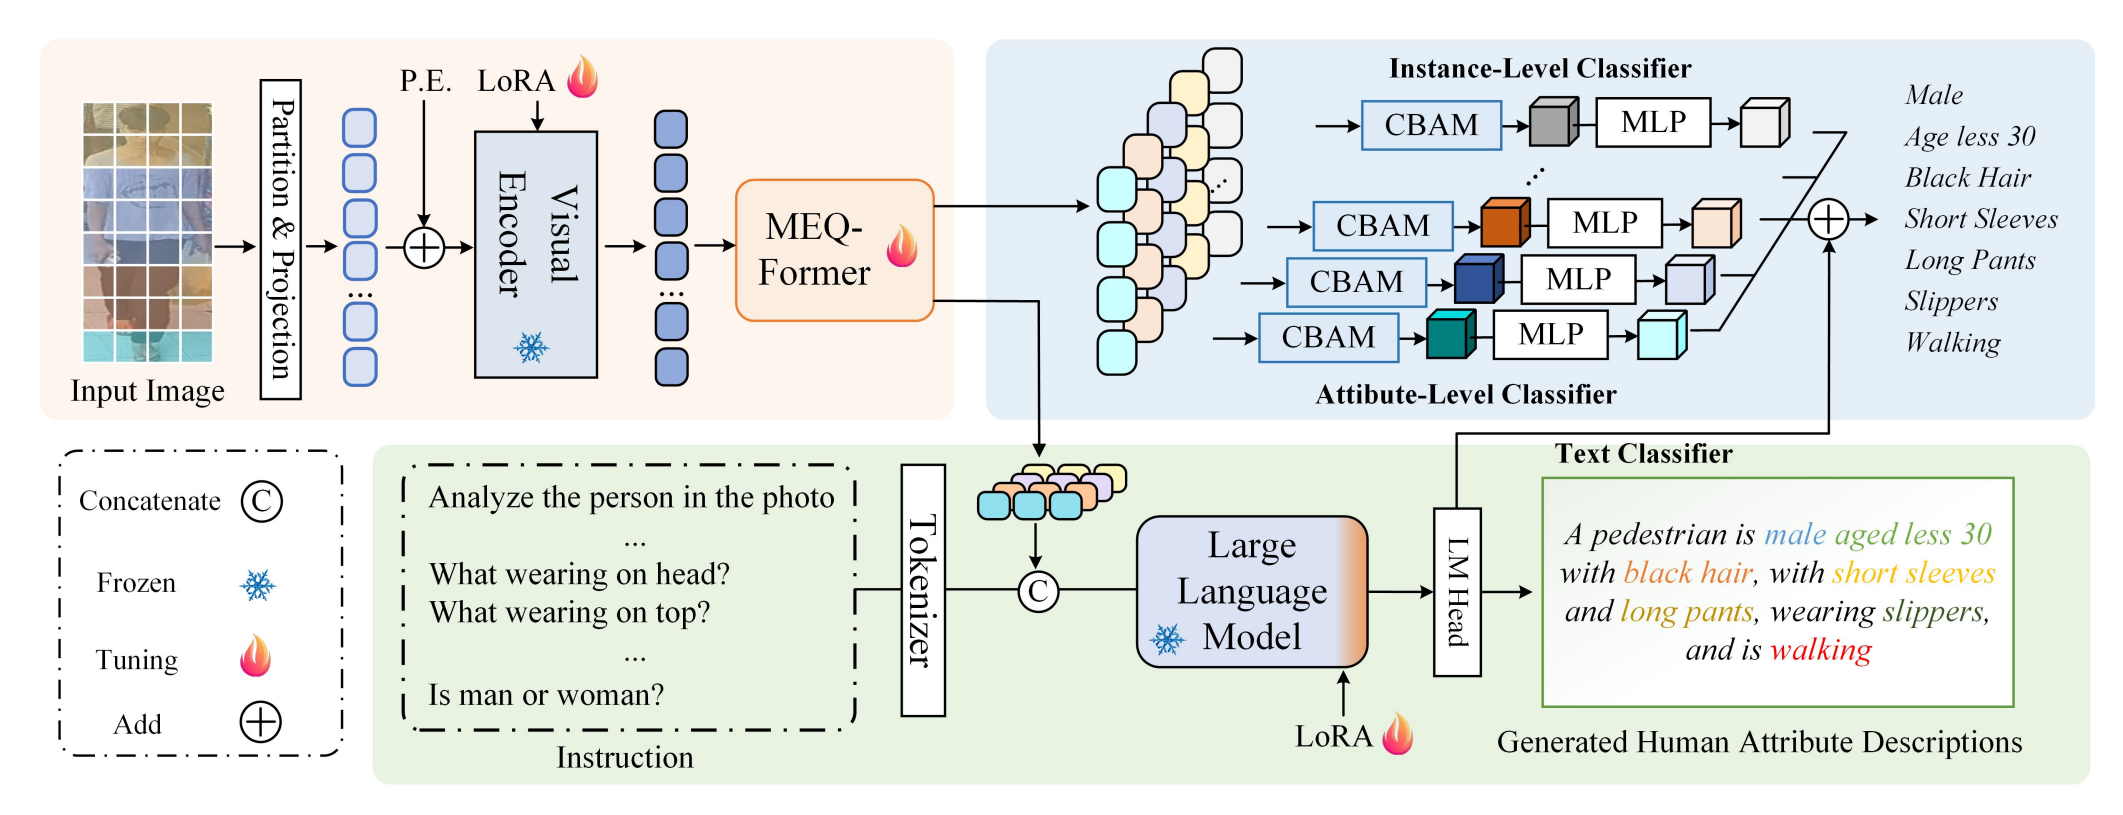 P.E.
LoRA
Partition & Projection
Visual
Encoder
MEQ-
Former
Input Image
Instance-Level Classifier
CBAM
MLP
...
CBAM
MLP
CBAM
MLP
CBAM
MLP
Attibute-Level Classifier
Male
Age less 30
Black Hair
Short Sleeves
Long Pants
Slippers
Walking
Concatenate
C
Frozen
Tuning
Add
Analyze the person in the photo
...
What wearing on head?
What wearing on top?
...
Is man or woman?
Instruction
Tokenizer
C
Large
Language
Model
LoRA
LM Head
Text Classifier
A pedestrian is male aged less 30
with black hair, with short sleeves
and long pants, wearing slippers,
and is walking
Generated Human Attribute Descriptions